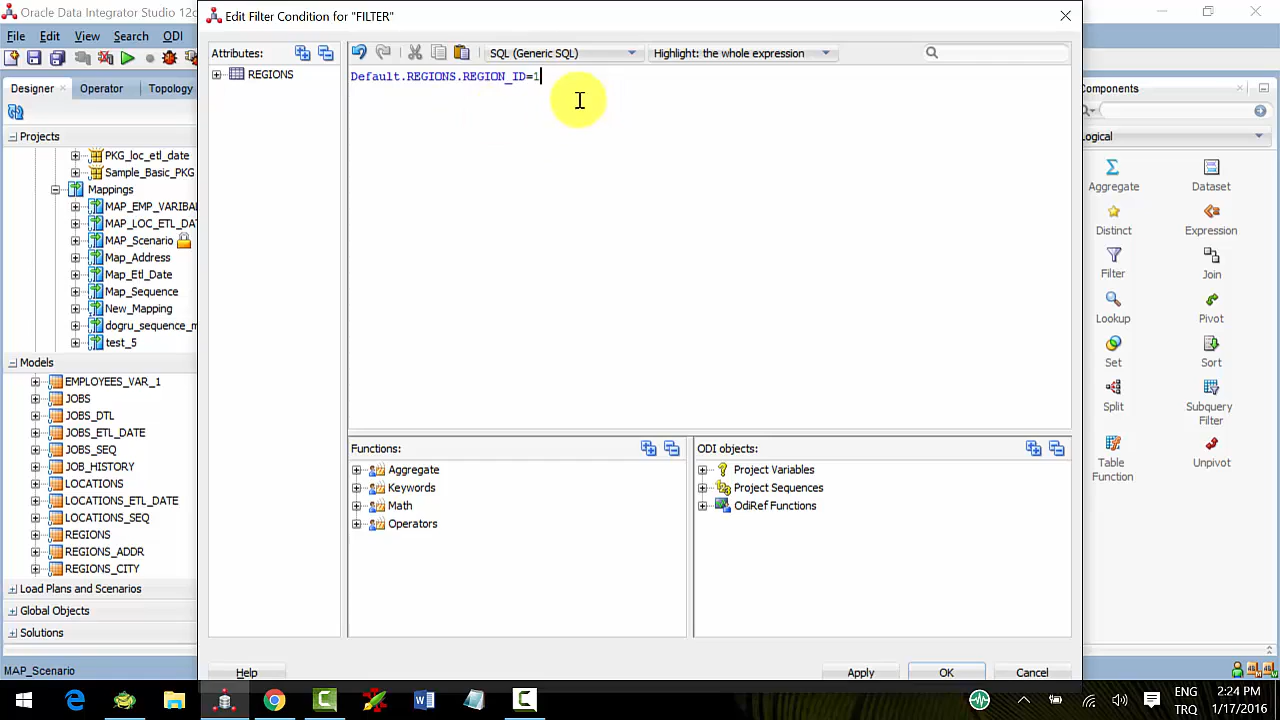 Oracle Data Integrator Studio 12c
File Edit View Search ODI
Designer Operator Topology
Projects
PKG_loc_etl_date
Sample_Basic_PKG
Mappings
MAP_EMP_VARIBAL
MAP_LOC_ETL_DAT
MAP_Scenario
Map_Address
Map_Etl_Date
Map_Sequence
New_Mapping
dogru_sequence_m
test_5
Models
EMPLOYEES_VAR_1
JOBS
JOBS_DTL
JOBS_ETL_DATE
JOBS_SEQ
JOB_HISTORY
LOCATIONS
LOCATIONS_ETL_DATE
LOCATIONS_SEQ
REGIONS
REGIONS_ADDR
REGIONS_CITY
Load Plans and Scenarios
Global Objects
Solutions
MAP_Scenario
Edit Filter Condition for "FILTER"
Attributes:
SQL (Generic SQL)
Highlight: the whole expression
REGIONS
Default.REGIONS.REGION_ID=1
Functions:
Aggregate
Keywords
Math
Operators
ODI objects:
Project Variables
Project Sequences
OdiRef Functions
Help
Apply
OK
Cancel
Components
Logical
Aggregate Dataset
Distinct Expression
Filter Join
Lookup Pivot
Set Sort
Split Subquery
Filter
Table
Function
Unpivot
ENG
TRQ
2:24 PM
1/17/2016